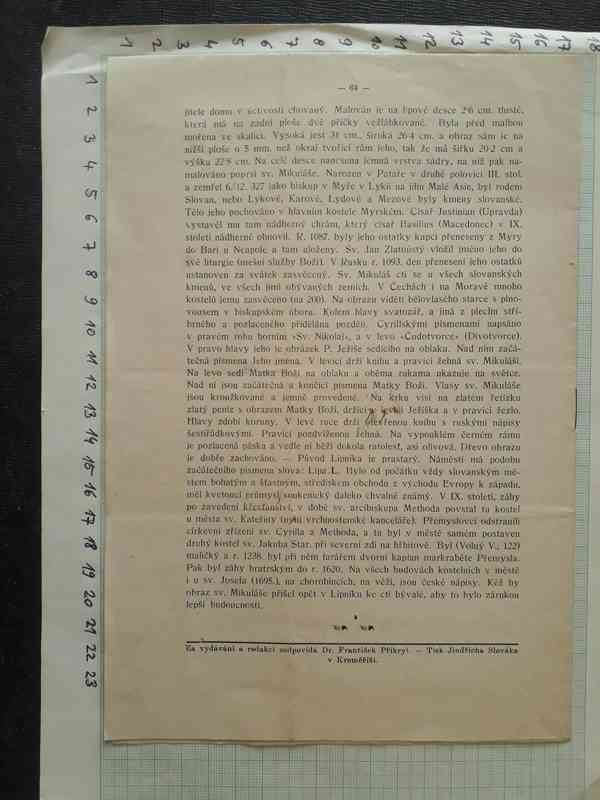 1 2 3 4 5 6 7 8 9 10 11 12 13 14 15 16 17 18
1
2
3
4
5
6
7
8
9
10
11
12
13
14
15
16
17
18
19
20
21
22
23
— 64 —
žitele domu v uctivosti chovaný. Malován je na lipové desce 2·6 cm. tlusté,
která má na zadní ploše dvě příčky vežlábkované. Byla před malbou
mořena ve skalici. Vysoká jest 31 cm., široká 26·4 cm. a obraz sám je na
nižší ploše o 5 mm, než okraj tvořící rám jeho, tak že má šířku 20·2 cm a
výšku 22·8 cm. Na celé desce nanesena jemná vrstva sádry, na níž pak na-
malováno poprsí sv. Mikuláše. Narozen v Pataře v druhé polovici III. stol.
a zemřel 6./12. 327 jako biskup v Myře v Lykii na jihu Malé Asie, byl rodem
Slovan, nebo Lykové, Karové, Lydové a Mezové byly kmeny slovanské.
Tělo jeho pochováno v hlavním kostele Myrském. Císař Justinian (Upravda)
vystavěl mu tam nádherný chrám, který císař Basilius (Macedonec) v IX.
století nádherně obnovil. R. 1087. byly jeho ostatky kapci přeneseny z Myry
do Bari u Neapole a tam uloženy. Sv. Jan Zlatoústý vložil jméno jeho do
své liturgie (mešní služby Boží). V Rusku r. 1093. den přenesení jeho ostatků
ustanoven za svátek zasvěcený. Sv. Mikuláš ctí se u všech slovanských
kmenů, ve všech jimi obývaných zemích. V Čechách i na Moravě mnoho
kostelů jemu zasvěceno (na 200). Na obrazu viděti bělovlasého starce s plno-
vousem v biskupském oboru. Kolem hlavy svatozář, a jiná z plechu stří-
brného a pozlaceného přidělána později. Cyrillskými písmenami napsáno
v pravém rohu horním »Sv. Nikolaj«, a v levo »Čudotvorce« (Divotvorce).
V pravo hlavy jeho je obrázek P. Ježíše sedícího na oblaku. Nad ním začá-
tečná písmena Jeho jména. V levici drží knihu a pravicí žehná sv. Mikuláši.
Na levo sedí Matka Boží na oblaku a oběma rukama ukazuje na světce.
Nad ní jsou začátečná a končící písmena Matky Boží. Vlasy sv. Mikuláše
jsou kroužkované a jemně provedené. Na krku visí na zlatém řetízku
zlatý peníz s obrazem Matky Boží, držící v levici Ježíška a v pravici žezlo.
Hlavy zdobí koruny. V levé ruce drží otevřenou knihu s ruskými nápisy
šestiřádkovými. Pravicí pozdviženou žehná. Na vypouklém černém rámu
je pozlacená páska a vedle ní běží dokola ratolest, asi olivová. Dřevo obrazu
je dobře zachováno. — Původ Lipníka je prastarý. Náměstí má podobu
začátečního písmena slova: Lipa: L. Bylo od počátku vždy slovanským mě-
stem bohatým a šťastným, střediskem obchodu z východu Evropy k západu,
měl kvetoucí průmysl soukenický daleko chvalně známý. V IX. století, záhy
po zavedení křesťanství, v době sv. arcibiskupa Methoda povstal tu kostel
u města sv. Kateřiny (nyní vrchnostenské kanceláře). Přemyslovci odstranili
církevní zřízení sv. Cyrilla a Methoda, a tu byl v městě samém postaven
druhý kostel sv. Jakuba Star. při severní zdi na hřbitově. Byl (Volný V., 122)
maličký a r. 1238. byl při něm farářem dvorní kaplan markraběte Přemysla.
Pak byl záhy bratrským do r. 1620. Na všech budovách kostelních v městě
i u sv. Josefa (1695.), na chorobincích, na věži, jsou české nápisy. Kéž by
obraz sv. Mikuláše přišel opět v Lipníku ke cti bývalé, aby to bylo zárukou
lepší budoucnosti.
Za vydávání a redakci zodpovídá Dr. František Přikryl. — Tisk Jindřicha Slováka
v Kroměříži.